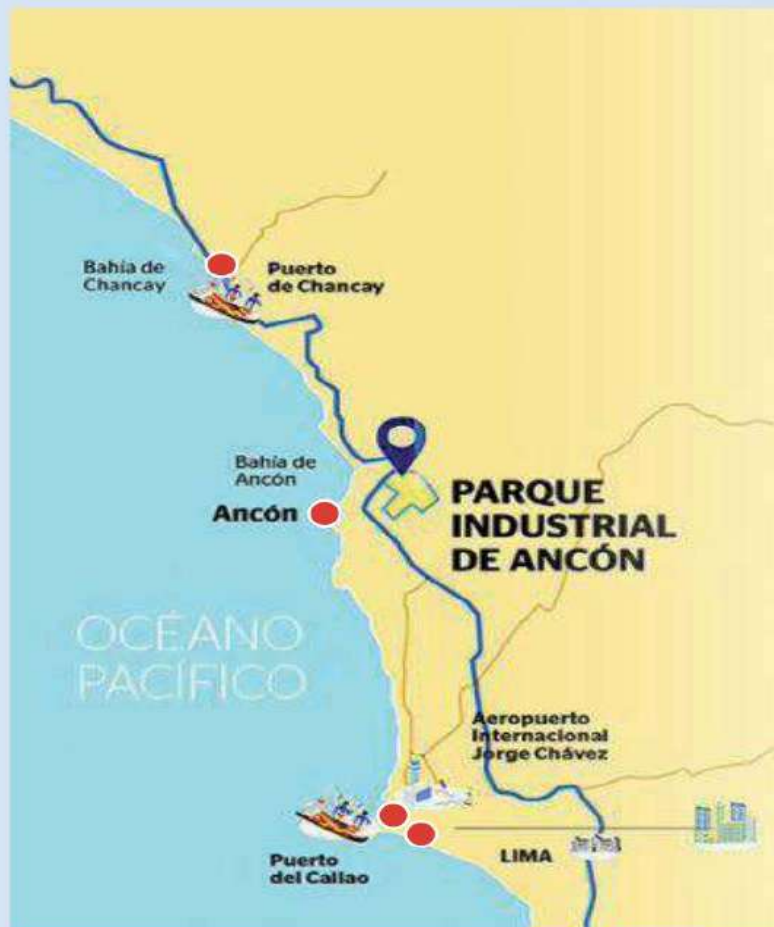 Bahía de
Chancay
Puerto
de Chancay
Bahía de
Ancón
Ancón
PARQUE
INDUSTRIAL
DE ANCÓN
OCÉANO
PACÍFICO
Aeropuerto
Internacional
Jorge Chávez
Puerto
del Callao
LIMA